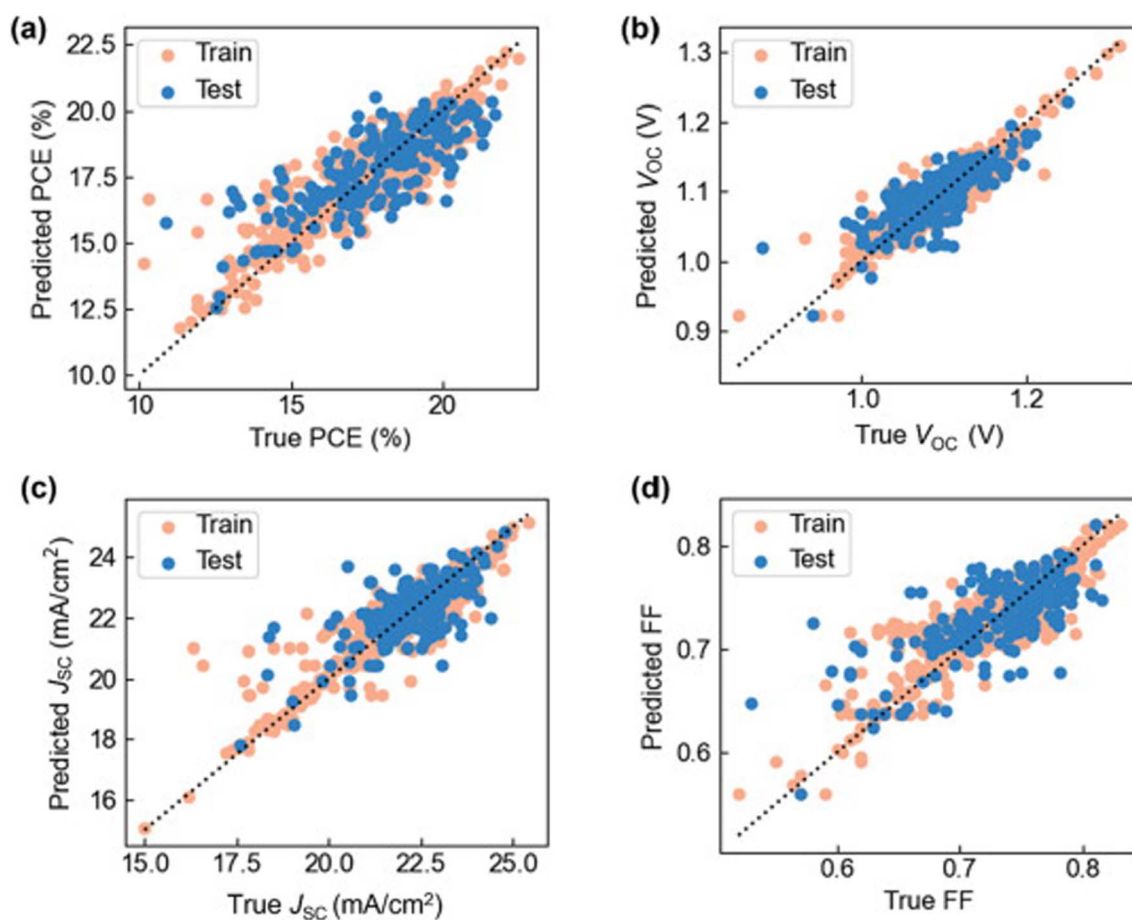 (a)
Train
Test
22.5
20.0
17.5
15.0
12.5
10.0
Predicted PCE (%)
10
15
20
True PCE (%)
(b)
Train
Test
1.3
1.2
1.1
1.0
0.9
Predicted VOC (V)
1.0
1.2
True VOC (V)
(c)
Train
Test
24
22
20
18
16
Predicted JSC (mA/cm²)
15.0
17.5
20.0
22.5
25.0
True JSC (mA/cm²)
(d)
Train
Test
0.8
0.7
0.6
Predicted FF
0.6
0.7
0.8
True FF